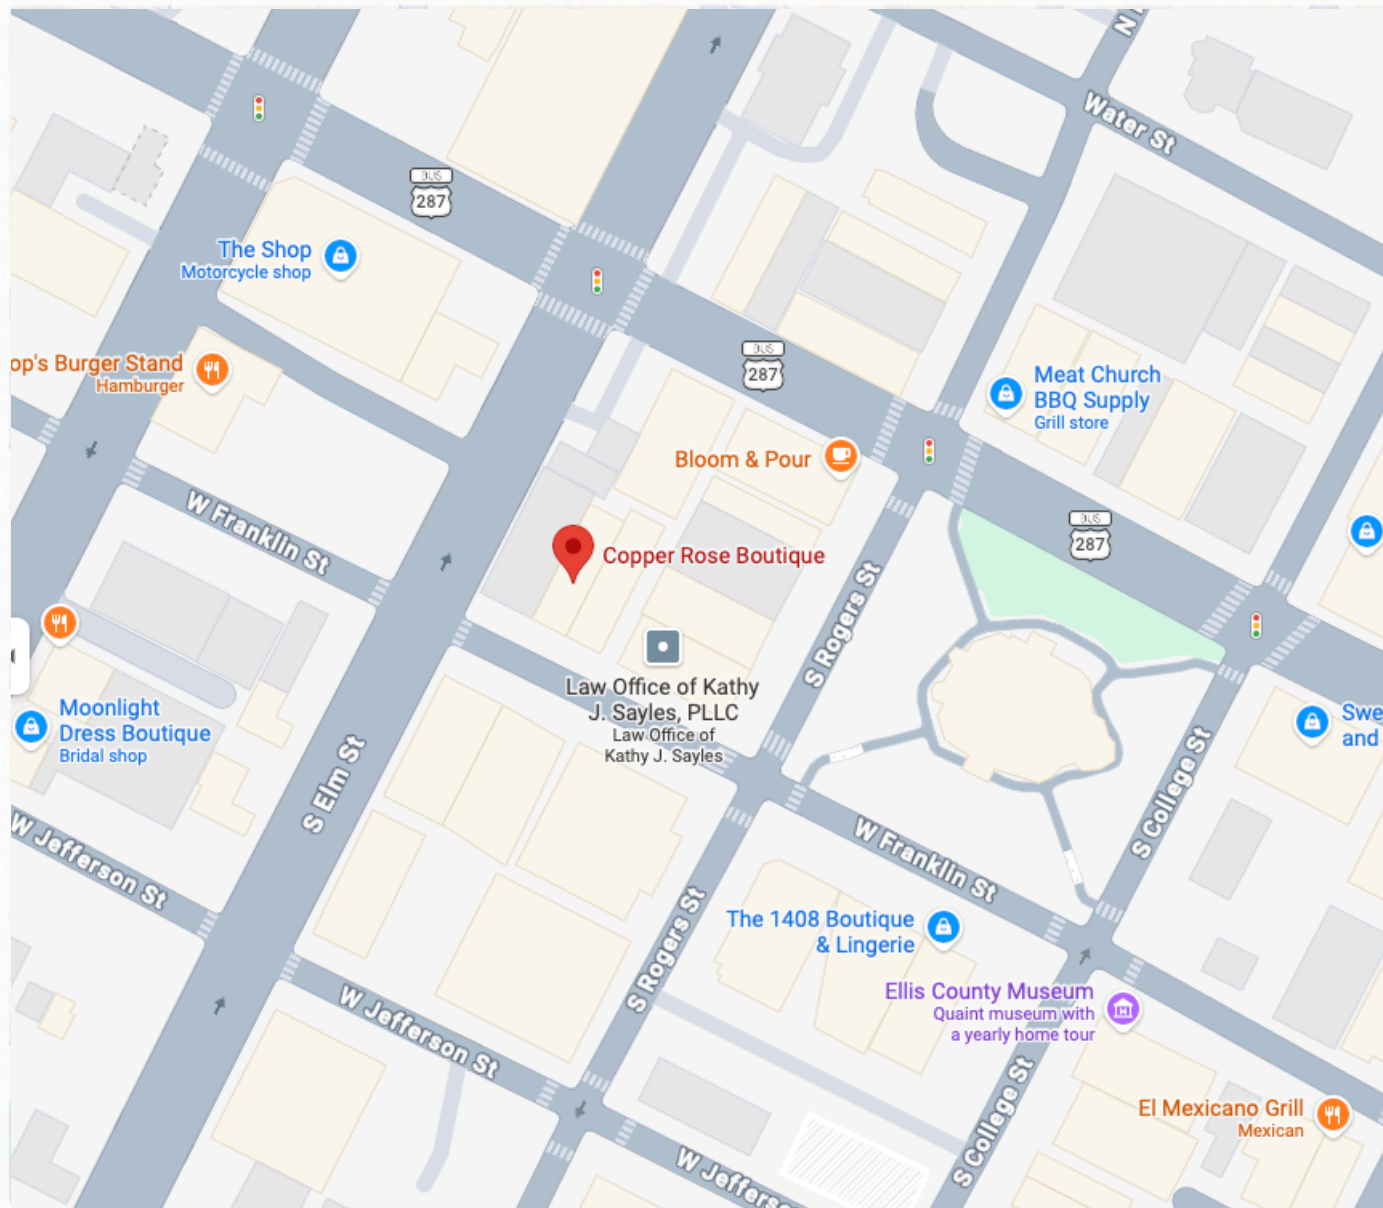 N
Water St
BUS
287
The Shop
Motorcycle shop
op's Burger Stand
Hamburger
BUS
287
Meat Church
BBQ Supply
Grill store
Bloom & Pour
W Franklin St
BUS
287
Copper Rose Boutique
S Rogers St
Law Office of Kathy
J. Sayles, PLLC
Law Office of
Kathy J. Sayles
Moonlight
Dress Boutique
Bridal shop
Swe
and
S Elm St
S College St
W Jefferson St
W Franklin St
The 1408 Boutique
& Lingerie
S Rogers St
Ellis County Museum
Quaint museum with
a yearly home tour
W Jefferson St
S College St
El Mexicano Grill
Mexican
W Jefferso